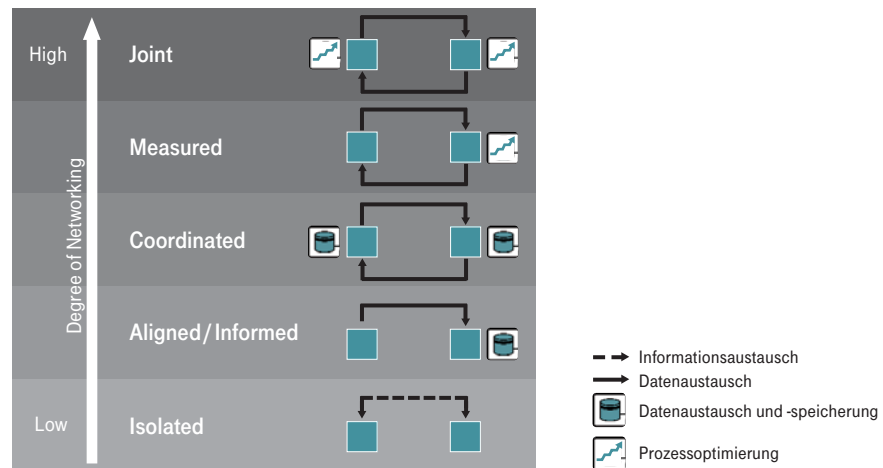 High
Joint
Measured
Degree of Networking
Coordinated
Aligned / Informed
Low
Isolated
Informationsaustausch
Datenaustausch
Datenaustausch und -speicherung
Prozessoptimierung